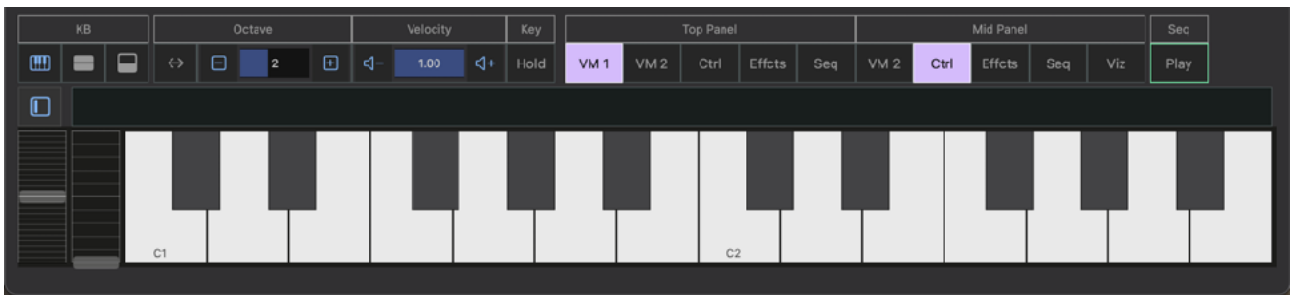 KB Octave Velocity Key Top Panel Mid Panel Sec
2 1.00 Hold VM 1 VM 2 Ctrl Effcts Seq VM 2 Ctrl Effcts Seq Viz Play
C1 C2